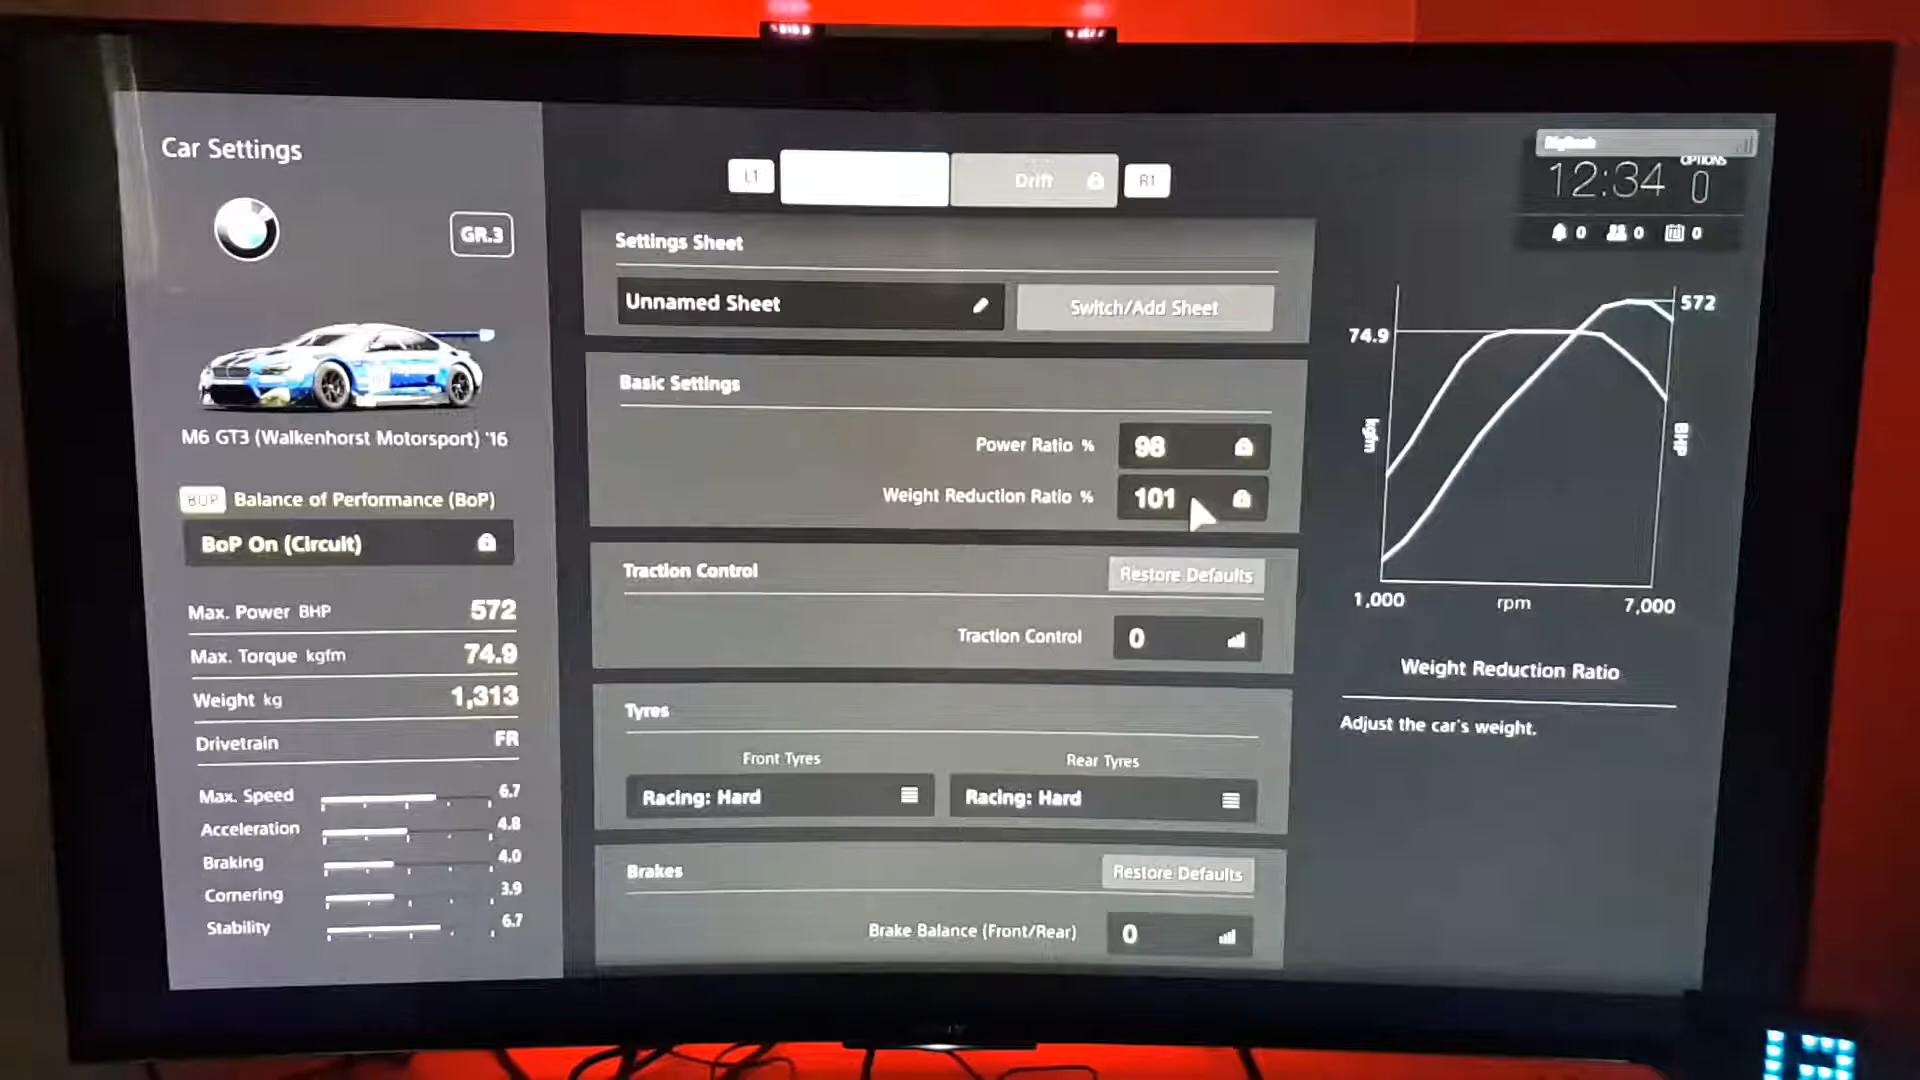 Car Settings
GR.3
M6 GT3 (Walkenhorst Motorsport) '16
BOP Balance of Performance (BoP)
BoP On (Circuit)
Max. Power BHP 572
Max. Torque kgfm 74.9
Weight kg 1,313
Drivetrain FR
Max. Speed 6.7
Acceleration 4.8
Braking 4.0
Cornering 3.9
Stability 6.7
L1
Drift
R1
Settings Sheet
Unnamed Sheet
Switch/Add Sheet
Basic Settings
Power Ratio % 98
Weight Reduction Ratio % 101
Traction Control
Restore Defaults
Traction Control 0
Tyres
Front Tyres
Rear Tyres
Racing: Hard
Racing: Hard
Brakes
Restore Defaults
Brake Balance (Front/Rear) 0
OPTIONS
12:34
0
0 0 0
572
74.9
kgfm
BHP
1,000
rpm
7,000
Weight Reduction Ratio
Adjust the car's weight.